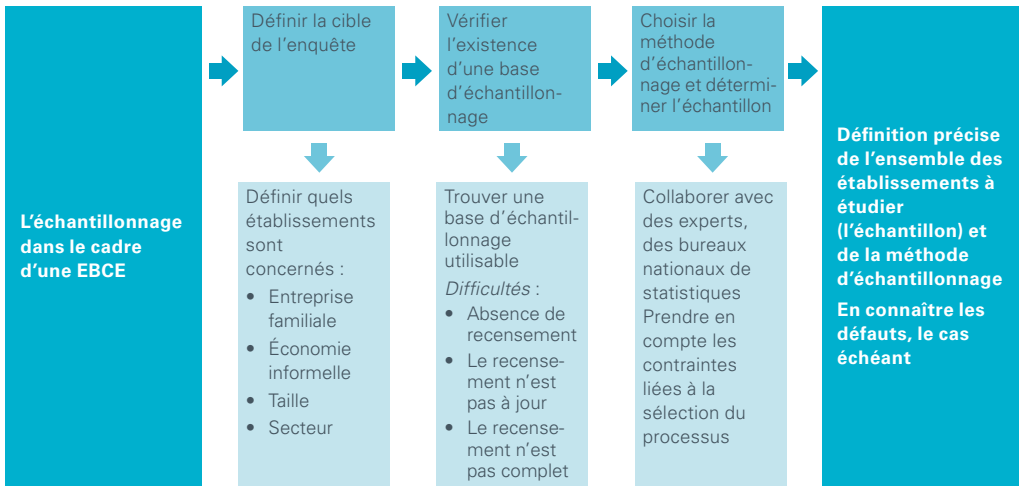 L'échantillonnage
dans le cadre
d'une EBCE
Définir la cible
de l'enquête
Définir quels
établissements
sont
concernés :
• Entreprise
familiale
• Économie
informelle
• Taille
• Secteur
Vérifier
l'existence
d'une base
d'échantillon-
nage
Trouver une
base d'échantil-
lonnage
utilisable
Difficultés :
• Absence de
recensement
• Le recense-
ment n'est
pas à jour
• Le recense-
ment n'est
pas complet
Choisir la
méthode
d'échantillon-
nage et détermi-
ner l'échantillon
Collaborer avec
des experts,
des bureaux
nationaux de
statistiques
Prendre en
compte les
contraintes
liées à la
sélection du
processus
Définition précise
de l'ensemble des
établissements à
étudier
(l'échantillon) et
de la méthode
d'échantillonnage
En connaître les
défauts, le cas
échéant